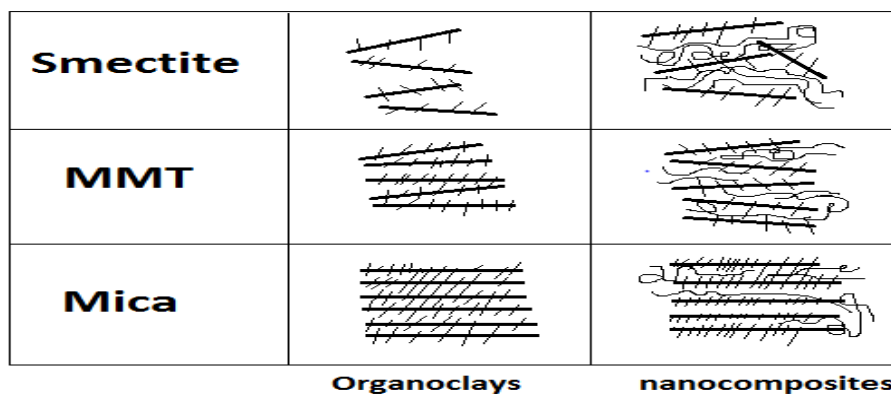 Smectite
MMT
Mica
Organoclays
nanocomposites